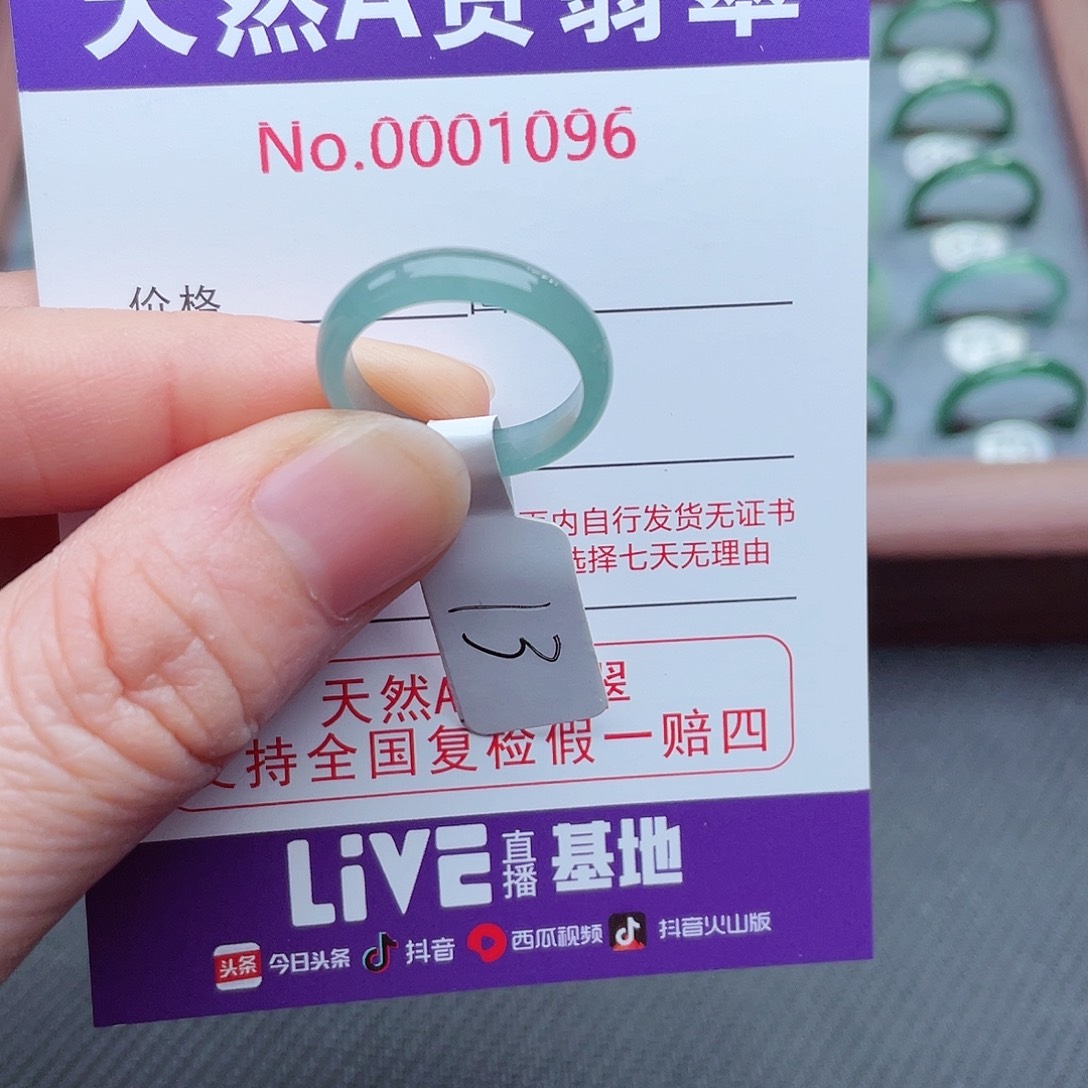 天然A货翡翠
No.0001096
价格
页内自行发货无证书
选择七天无理由
13
天然A 翠
支持全国复检假一赔四
LiVE直播基地
头条 今日头条 抖音 西瓜视频 抖音火山版